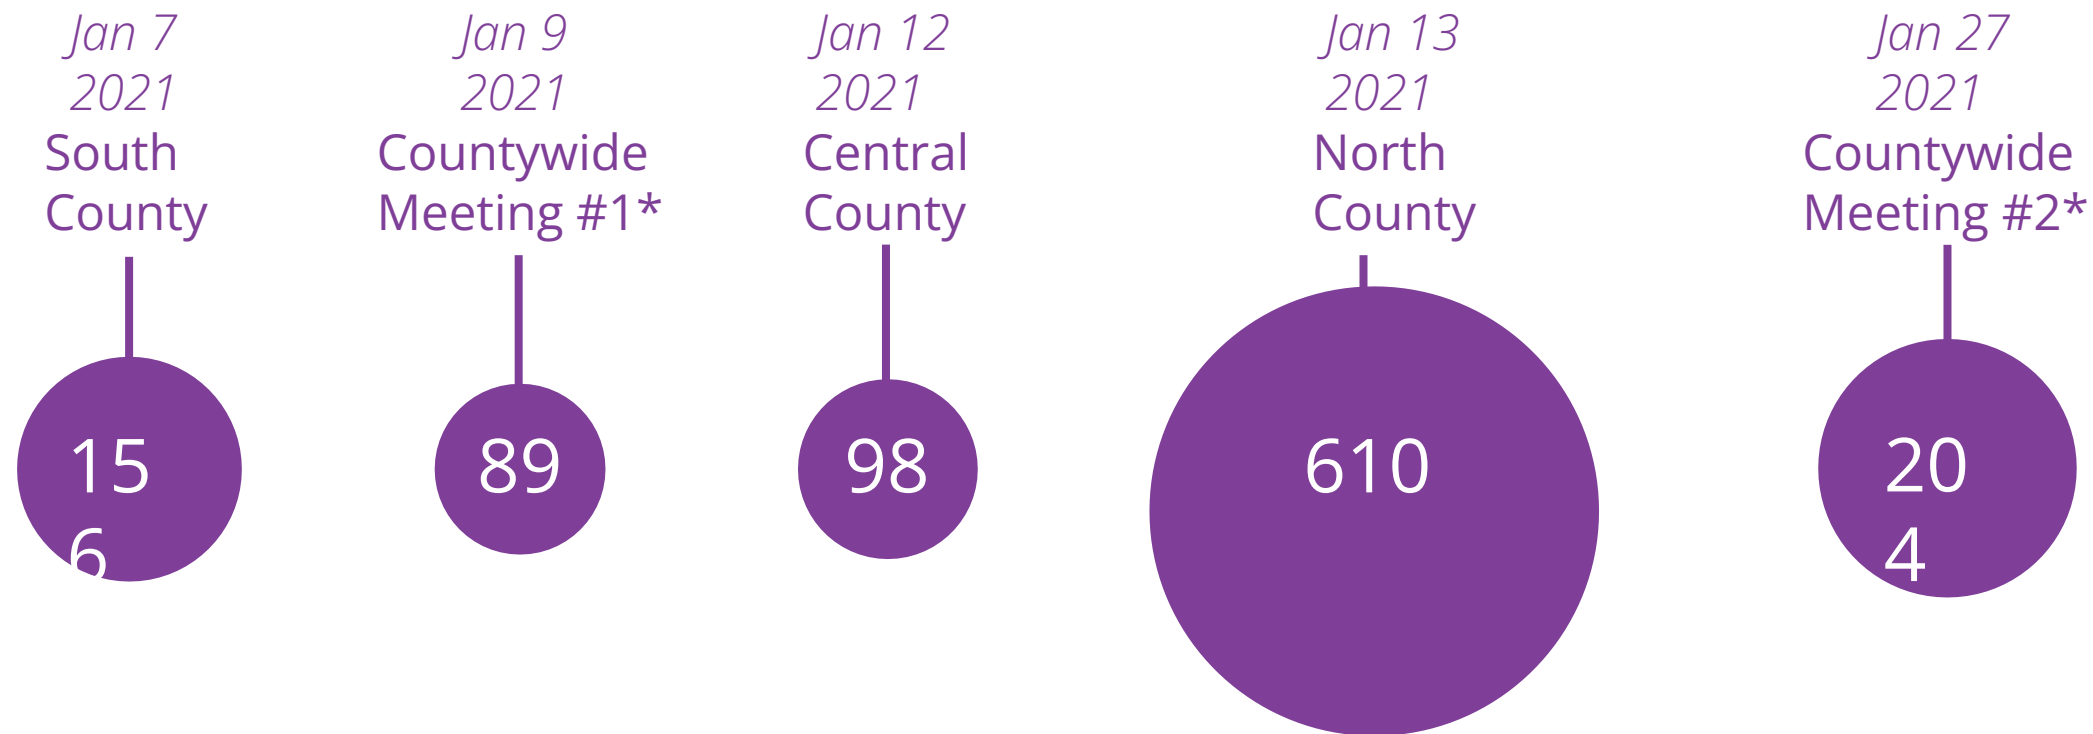 Jan 7
2021
South
County
15
6
Jan 9
2021
Countywide
Meeting #1*
89
Jan 12
2021
Central
County
98
Jan 13
2021
North
County
610
Jan 27
2021
Countywide
Meeting #2*
20
4